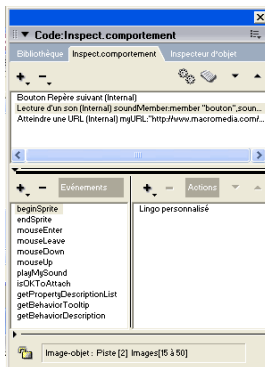 Code:Inspect.comportement
Bibliothèque Inspect.comportement Inspecteur d'objet
Bouton Repère suivant (Internal)
Lecture d'un son (Internal) soundMember:member "bouton",soun...
Atteindre une URL (Internal) myURL:"http://www.macromedia.com/...
Evénements Actions
beginSprite
endSprite
mouseEnter
mouseLeave
mouseDown
mouseUp
playMySound
isOKToAttach
getPropertyDescriptionList
getBehaviorTooltip
getBehaviorDescription
Lingo personnalisé
Image-objet : Piste [2] Images[15 à 50]